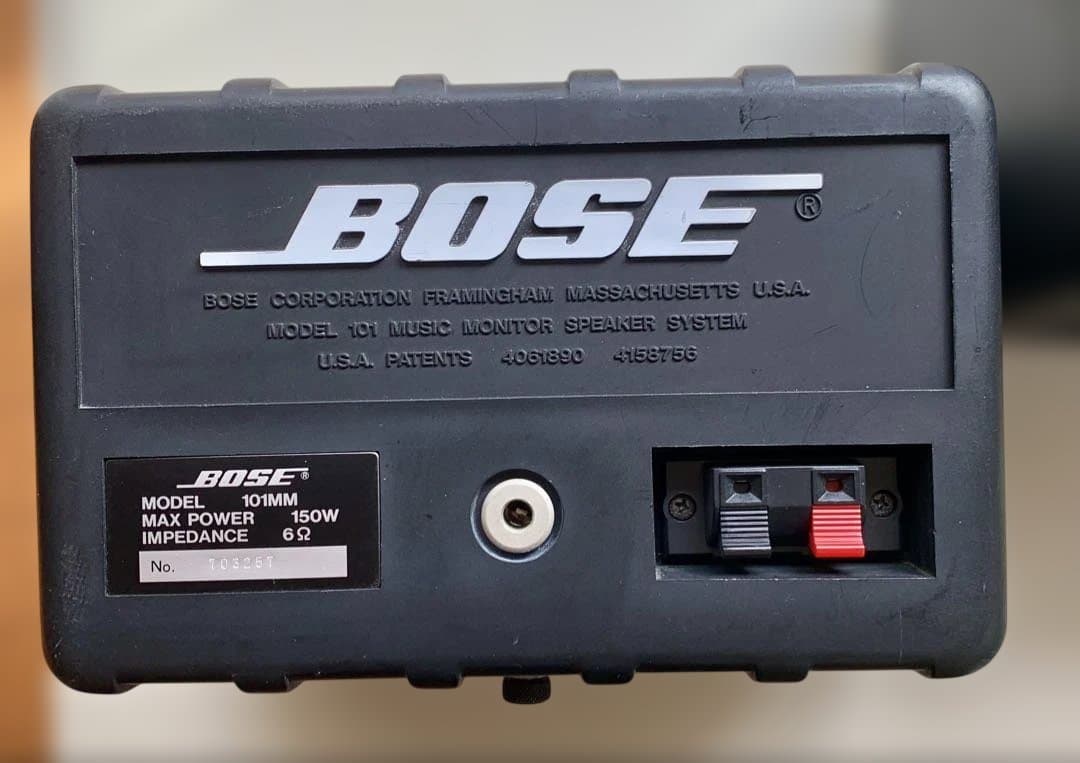 BOSE®
BOSE CORPORATION FRAMINGHAM MASSACHUSETTS U.S.A.
MODEL 101 MUSIC MONITOR SPEAKER SYSTEM
U.S.A. PATENTS 4061890 4158756
BOSE®
MODEL 101MM
MAX POWER 150W
IMPEDANCE 6Ω
No. 703257